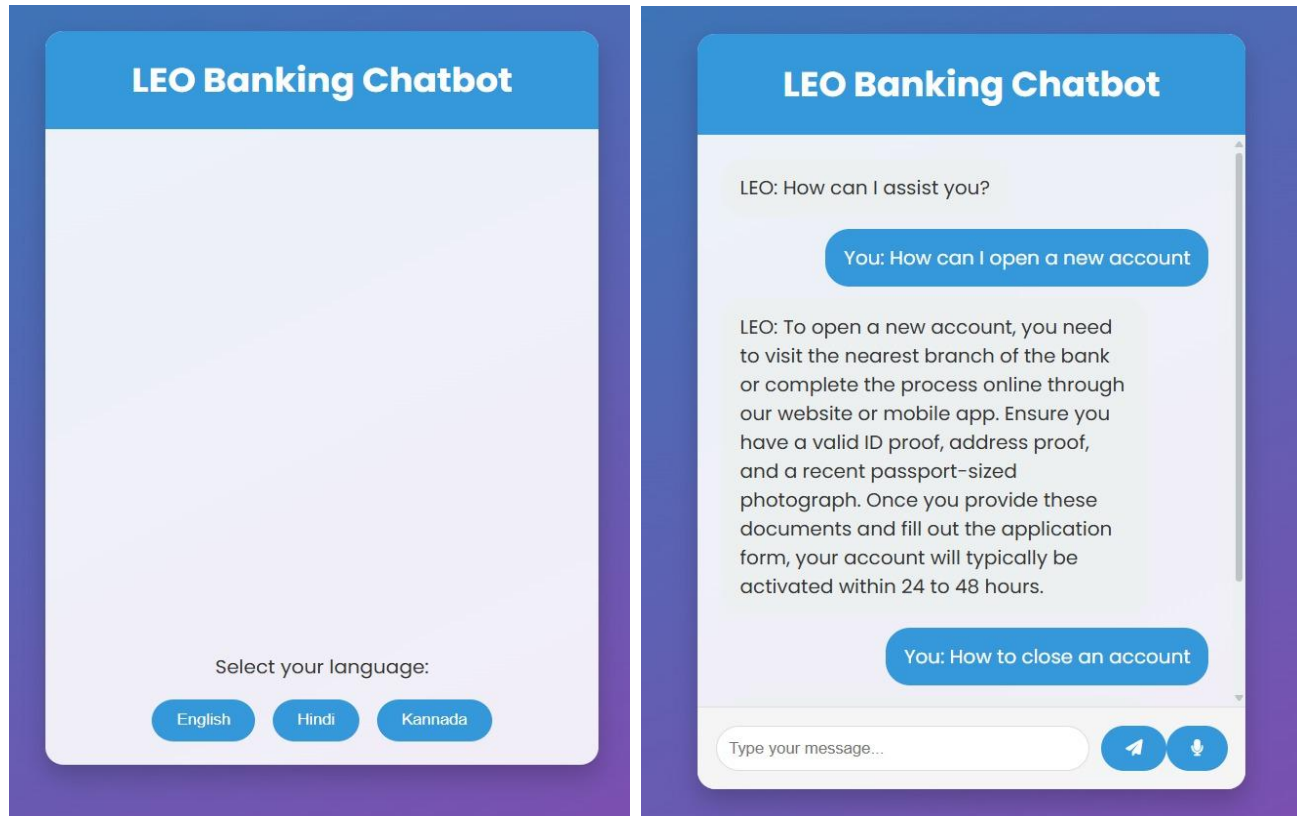 LEO Banking Chatbot
Select your language:
English
Hindi
Kannada
LEO Banking Chatbot
LEO: How can I assist you?
You: How can I open a new account
LEO: To open a new account, you need
to visit the nearest branch of the bank
or complete the process online through
our website or mobile app. Ensure you
have a valid ID proof, address proof,
and a recent passport-sized
photograph. Once you provide these
documents and fill out the application
form, your account will typically be
activated within 24 to 48 hours.
You: How to close an account
Type your message...